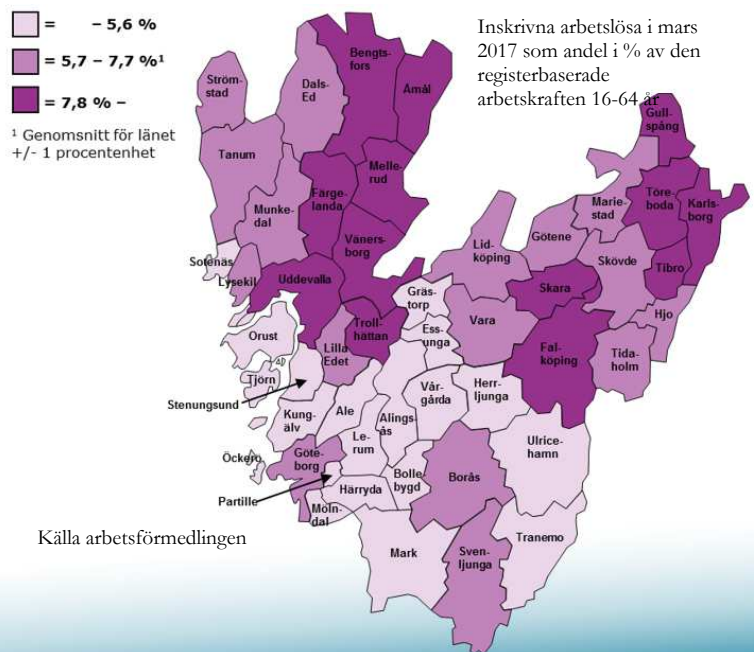 = – 5,6 %
= 5,7 – 7,7 %¹
= 7,8 % –
¹ Genomsnitt för länet
+/- 1 procentenhet
Inskrivna arbetslösa i mars
2017 som andel i % av den
registerbaserade
arbetskraften 16-64 år
Ström-
stad
Dals-
Ed
Bengts-
fors
Åmål
Tanum
Munke-
dal
Färge-
landa
Melle-
rud
Sotenäs
Lysekil
Uddevalla
Väners-
borg
Gull-
spång
Marie-
stad
Töre-
boda
Karls-
borg
Lid-
köping
Götene
Skövde
Tibro
Skara
Hjo
Gräs-
torp
Orust
Lilla
Edet
Troll-
hättan
Ess-
unga
Vara
Fal-
köping
Tida-
holm
Tjörn
Stenungsund
Vår-
gårda
Herr-
ljunga
Kung-
älv
Ale
Aling-
ås
Le-
rum
Ulrice-
hamn
Öckerö
Göte-
borg
Partille
Härryda
Bolle-
bygd
Borås
Möln-
dal
Mark
Sven-
ljunga
Tranemo
Källa arbetsförmedlingen